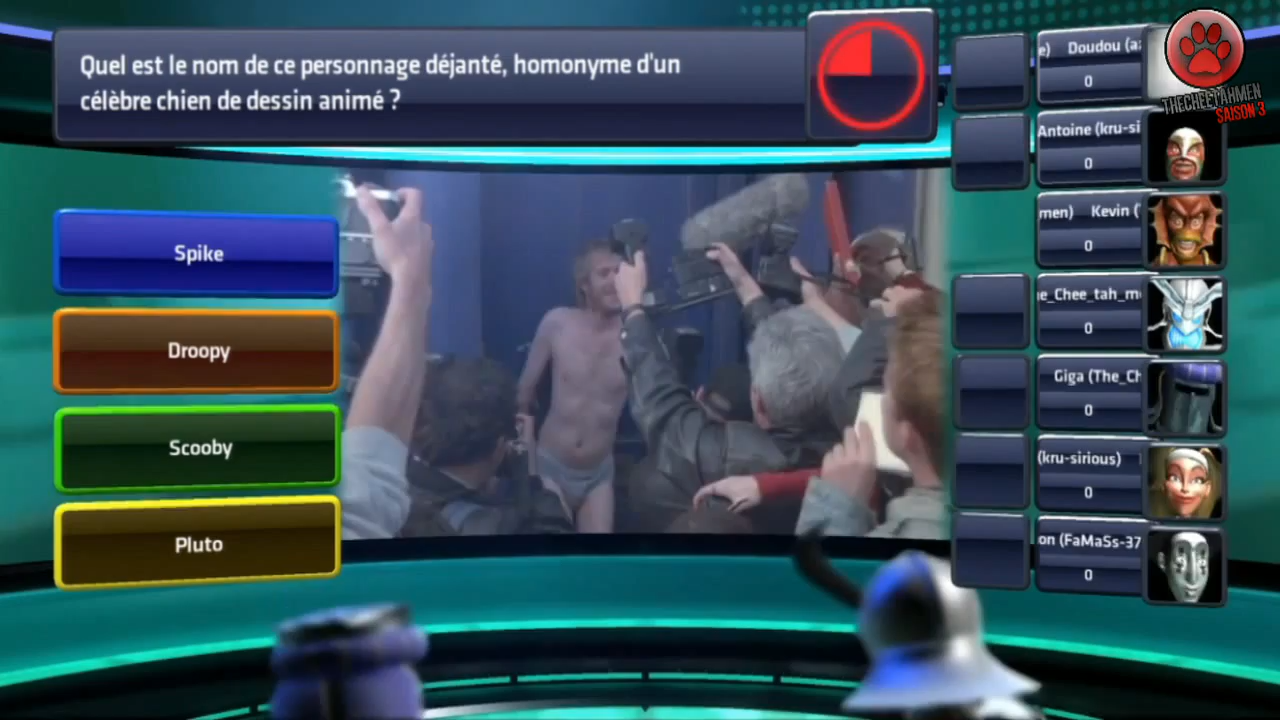 Quel est le nom de ce personnage déjanté, homonyme d'un
célèbre chien de dessin animé ?
Spike
Droopy
Scooby
Pluto
e) Doudou (a
0
Antoine (kru-si
0
men) Kevin (
0
e_Chee_tah_m
0
Giga (The_Ch
0
(kru-sirious)
0
on (FaMaSs-37
0
THECHEETAHMEN
SAISON 3